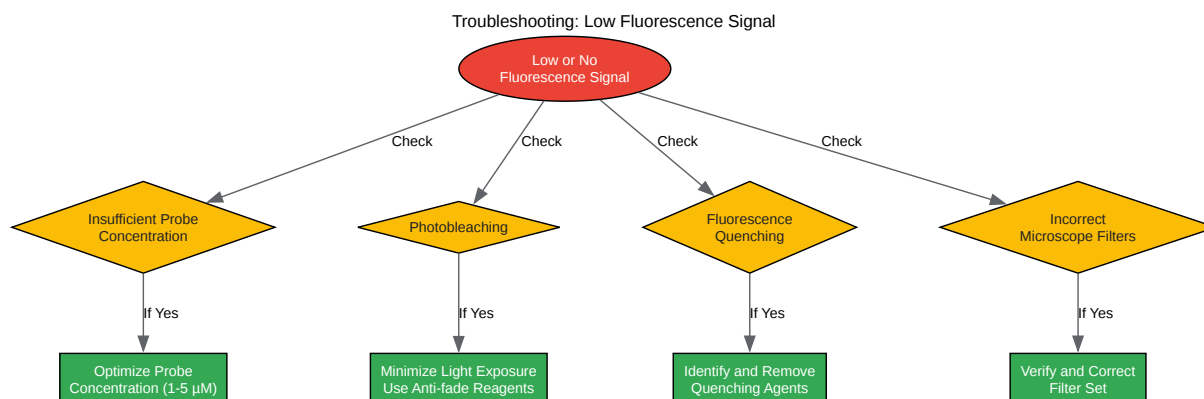 Troubleshooting: Low Fluorescence Signal
Low or No
Fluorescence Signal
Check
Check
Check
Check
Insufficient Probe
Concentration
Photobleaching
Fluorescence
Quenching
Incorrect
Microscope Filters
If Yes
If Yes
If Yes
If Yes
Optimize Probe
Concentration (1-5 µM)
Minimize Light Exposure
Use Anti-fade Reagents
Identify and Remove
Quenching Agents
Verify and Correct
Filter Set